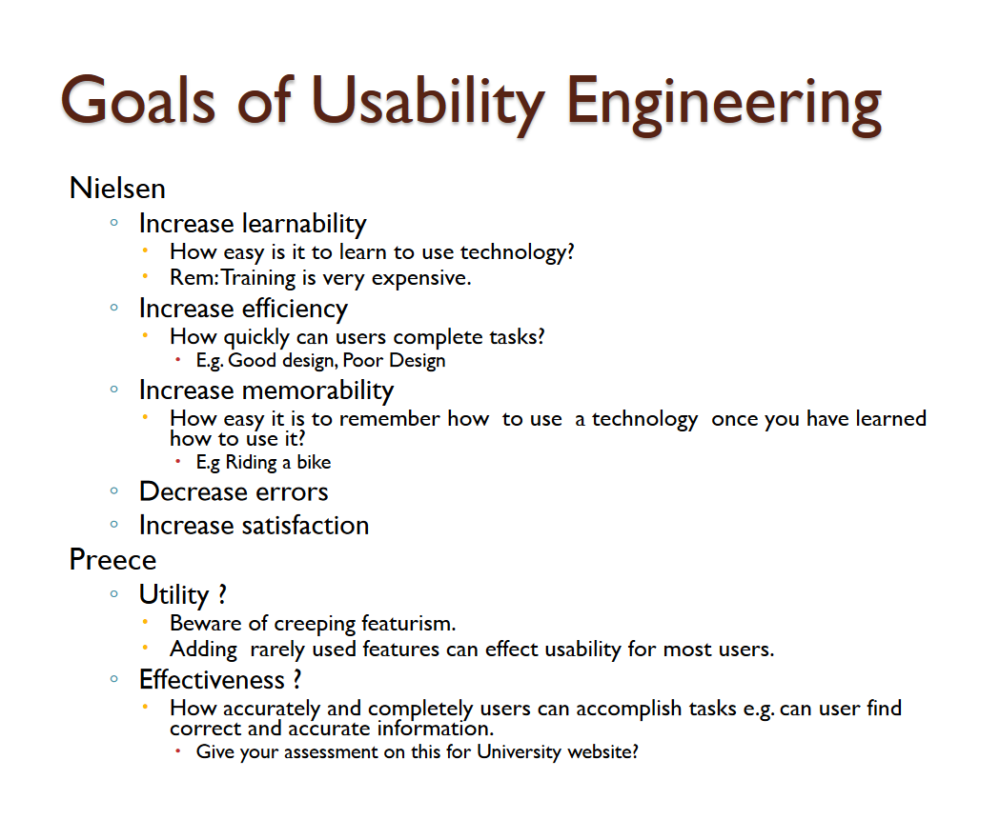 Goals of Usability Engineering
Nielsen
◦ Increase learnability
• How easy is it to learn to use technology?
• Rem: Training is very expensive.
◦ Increase efficiency
• How quickly can users complete tasks?
• E.g. Good design, Poor Design
◦ Increase memorability
• How easy it is to remember how  to use  a technology  once you have learned
how to use it?
• E.g Riding a bike
◦ Decrease errors
◦ Increase satisfaction
Preece
◦ Utility ?
• Beware of creeping featurism.
• Adding  rarely used features can effect usability for most users.
◦ Effectiveness ?
• How accurately and completely users can accomplish tasks e.g. can user find
correct and accurate information.
• Give your assessment on this for University website?